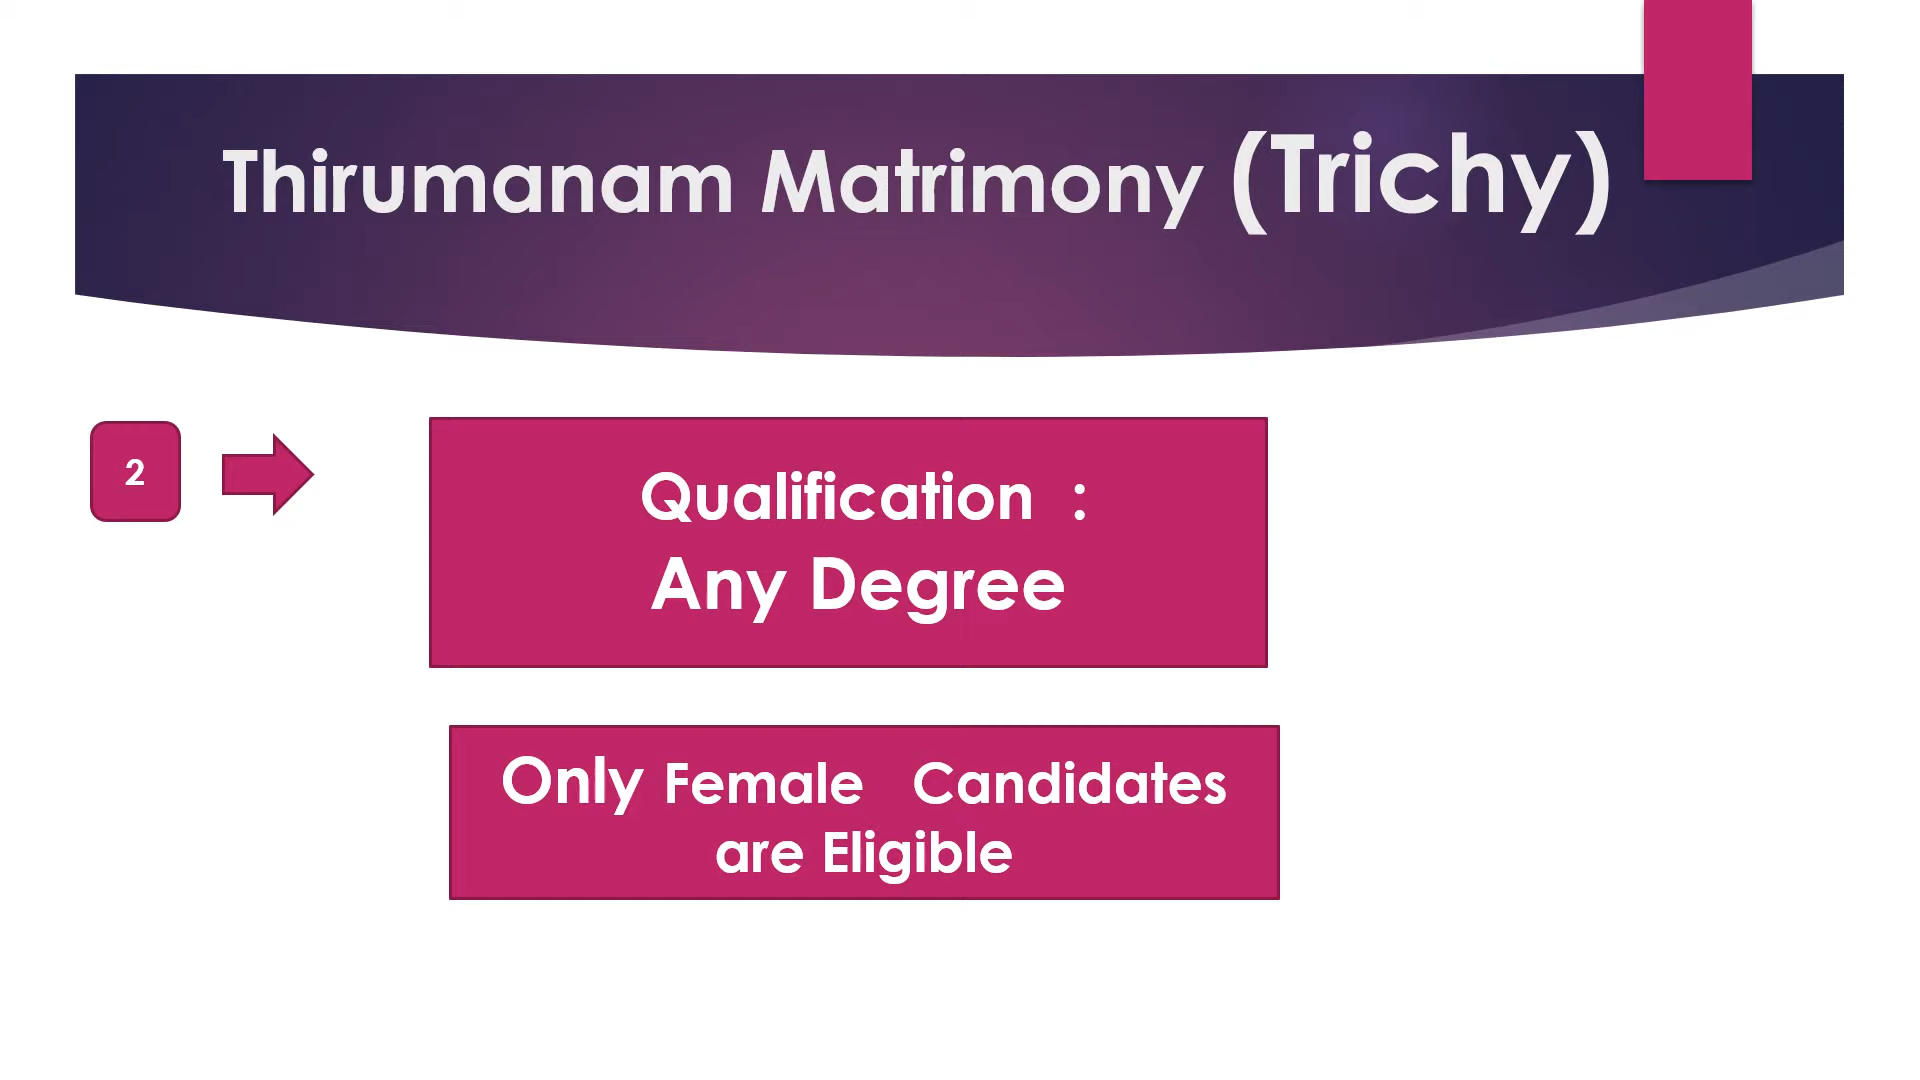 Thirumanam Matrimony (Trichy)
2
Qualification :
Any Degree
Only Female Candidates
are Eligible